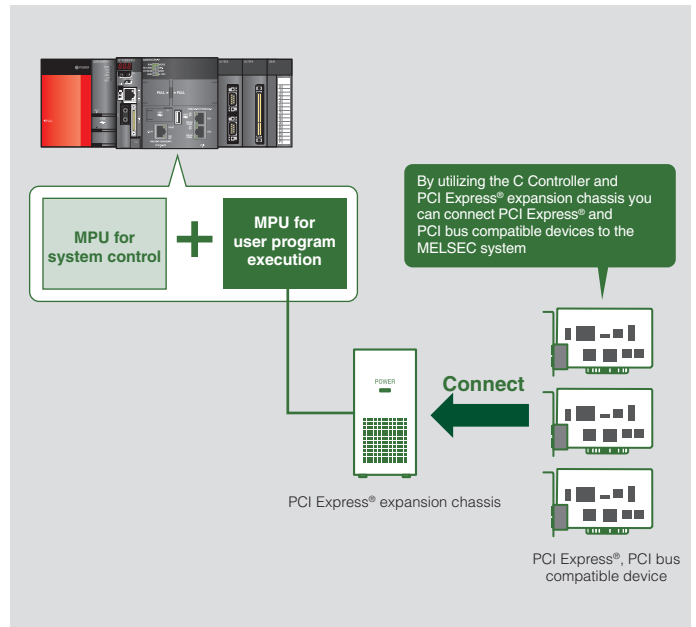 MPU for
system control
MPU for
user program
execution
By utilizing the C Controller and
PCI Express® expansion chassis you
can connect PCI Express® and
PCI bus compatible devices to the
MELSEC system
POWER
Connect
PCI Express® expansion chassis
PCI Express®, PCI bus
compatible device